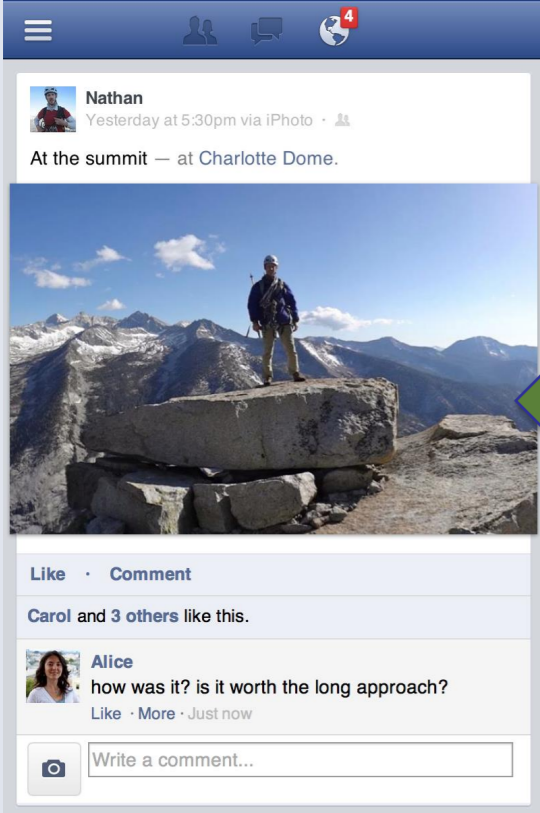 4
Nathan
Yesterday at 5:30pm via iPhoto ·
At the summit — at Charlotte Dome.
Like · Comment
Carol and 3 others like this.
Alice
how was it? is it worth the long approach?
Like · More · Just now
Write a comment...